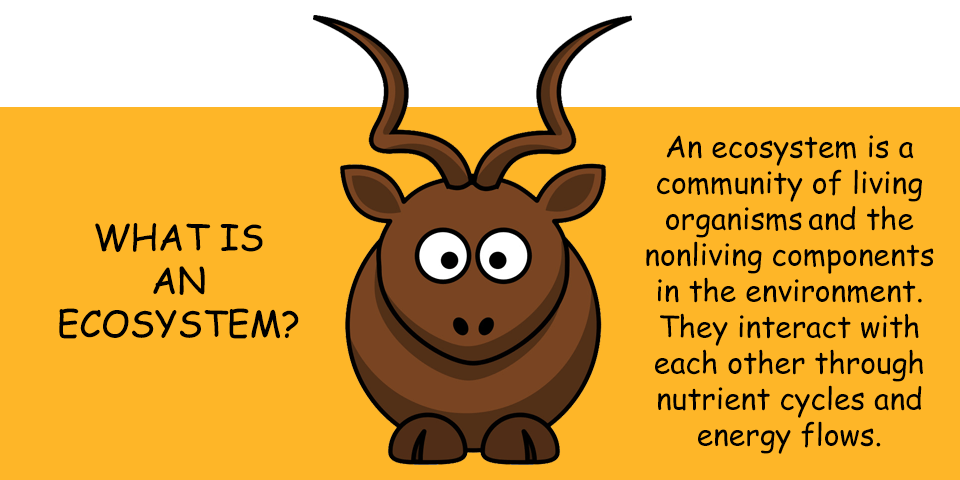 WHAT IS
AN
ECOSYSTEM?
An ecosystem is a
community of living
organisms and the
nonliving components
in the environment.
They interact with
each other through
nutrient cycles and
energy flows.